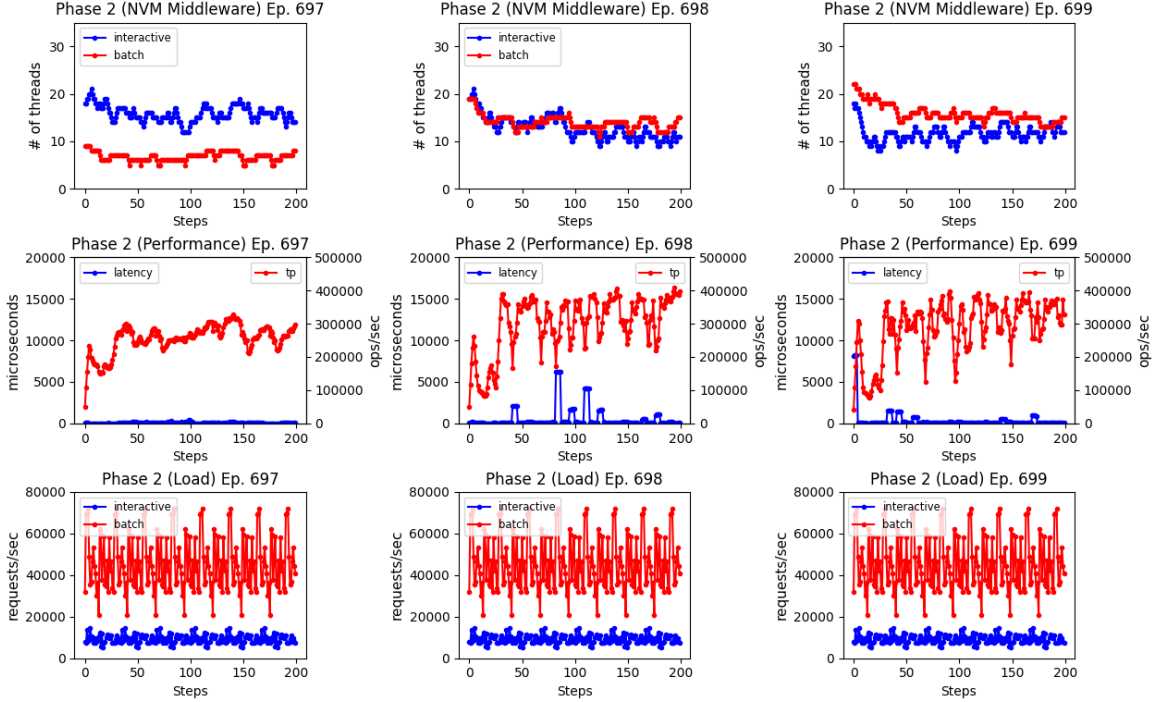 Phase 2 (NVM Middleware) Ep. 697
Phase 2 (NVM Middleware) Ep. 698
Phase 2 (NVM Middleware) Ep. 699
# of threads
30
20
10
0
interactive
batch
0 50 100 150 200
Steps
# of threads
30
20
10
0
interactive
batch
0 50 100 150 200
Steps
# of threads
30
20
10
0
interactive
batch
0 50 100 150 200
Steps
Phase 2 (Performance) Ep. 697
Phase 2 (Performance) Ep. 698
Phase 2 (Performance) Ep. 699
microseconds
20000
15000
10000
5000
0
latency
tp
500000
400000
300000
200000
100000
0
ops/sec
0 50 100 150 200
Steps
microseconds
20000
15000
10000
5000
0
latency
tp
500000
400000
300000
200000
100000
0
ops/sec
0 50 100 150 200
Steps
microseconds
20000
15000
10000
5000
0
latency
tp
500000
400000
300000
200000
100000
0
ops/sec
0 50 100 150 200
Steps
Phase 2 (Load) Ep. 697
Phase 2 (Load) Ep. 698
Phase 2 (Load) Ep. 699
requests/sec
80000
60000
40000
20000
0
interactive
batch
0 50 100 150 200
Steps
requests/sec
80000
60000
40000
20000
0
interactive
batch
0 50 100 150 200
Steps
requests/sec
80000
60000
40000
20000
0
interactive
batch
0 50 100 150 200
Steps